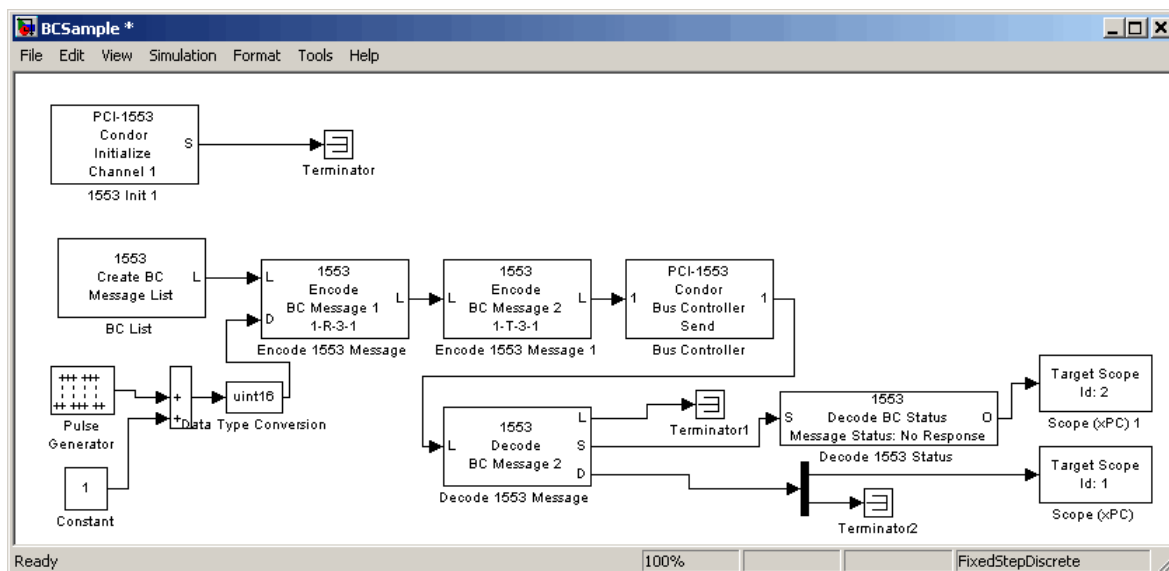 BCSample *
File Edit View Simulation Format Tools Help
PCI-1553
Condor
Initialize
Channel 1
S
1553 Init 1
Terminator
1553
Create BC
Message List
L
BC List
L
D
1553
Encode
BC Message 1
1-R-3-1
L
Encode 1553 Message
L
1553
Encode
BC Message 2
1-T-3-1
L
Encode 1553 Message 1
1
PCI-1553
Condor
Bus Controller
Send
1
Bus Controller
Pulse
Generator
+
+
uint16
Data Type Conversion
1
Constant
L
1553
Decode
BC Message 2
L
S
D
Decode 1553 Message
Terminator1
S
1553
Decode BC Status
Message Status: No Response
O
Decode 1553 Status
Target Scope
Id: 2
Scope (xPC) 1
Target Scope
Id: 1
Scope (xPC)
Terminator2
Ready
100%
FixedStepDiscrete